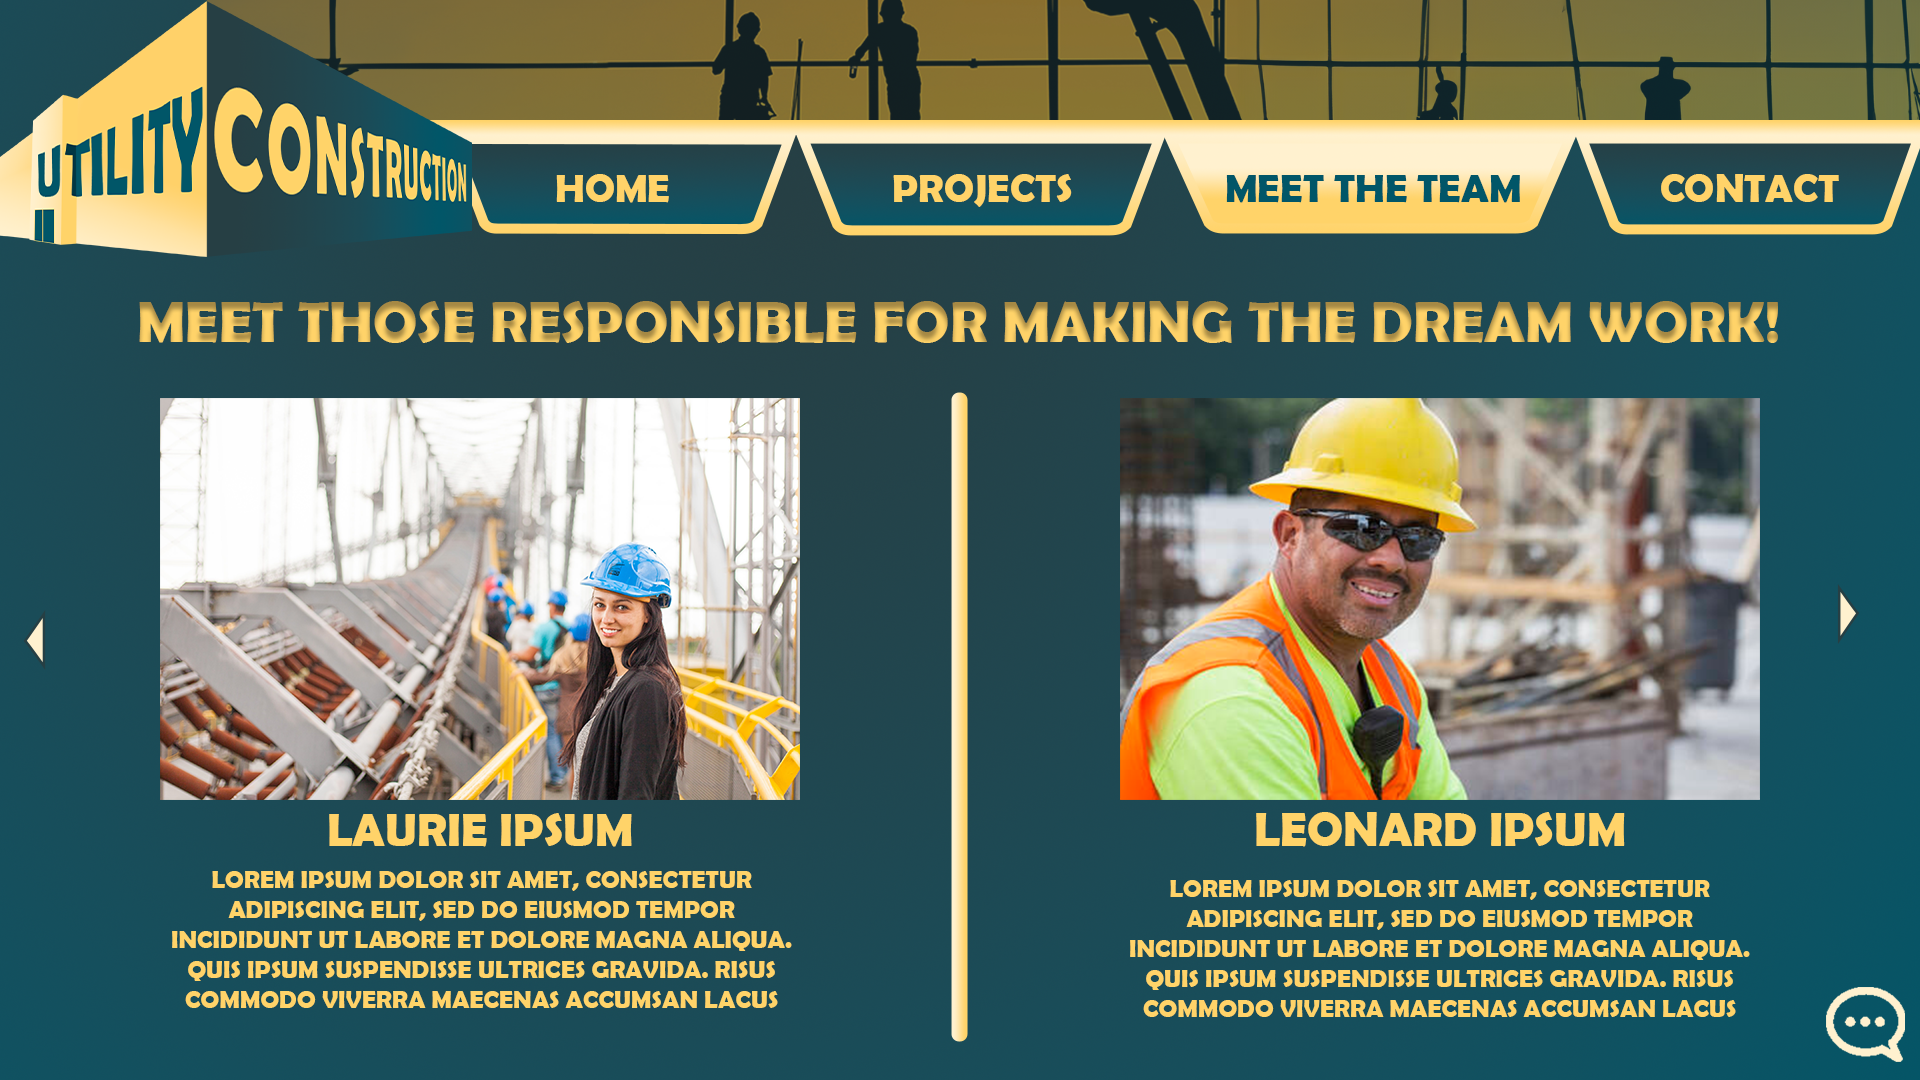 UTILITY CONSTRUCTION
HOME
PROJECTS
MEET THE TEAM
CONTACT
MEET THOSE RESPONSIBLE FOR MAKING THE DREAM WORK!
LAURIE IPSUM
LOREM IPSUM DOLOR SIT AMET, CONSECTETUR
ADIPISCING ELIT, SED DO EIUSMOD TEMPOR
INCIDIDUNT UT LABORE ET DOLORE MAGNA ALIQUA.
QUIS IPSUM SUSPENDISSE ULTRICES GRAVIDA. RISUS
COMMODO VIVERRA MAECENAS ACCUMSAN LACUS
LEONARD IPSUM
LOREM IPSUM DOLOR SIT AMET, CONSECTETUR
ADIPISCING ELIT, SED DO EIUSMOD TEMPOR
INCIDIDUNT UT LABORE ET DOLORE MAGNA ALIQUA.
QUIS IPSUM SUSPENDISSE ULTRICES GRAVIDA. RISUS
COMMODO VIVERRA MAECENAS ACCUMSAN LACUS